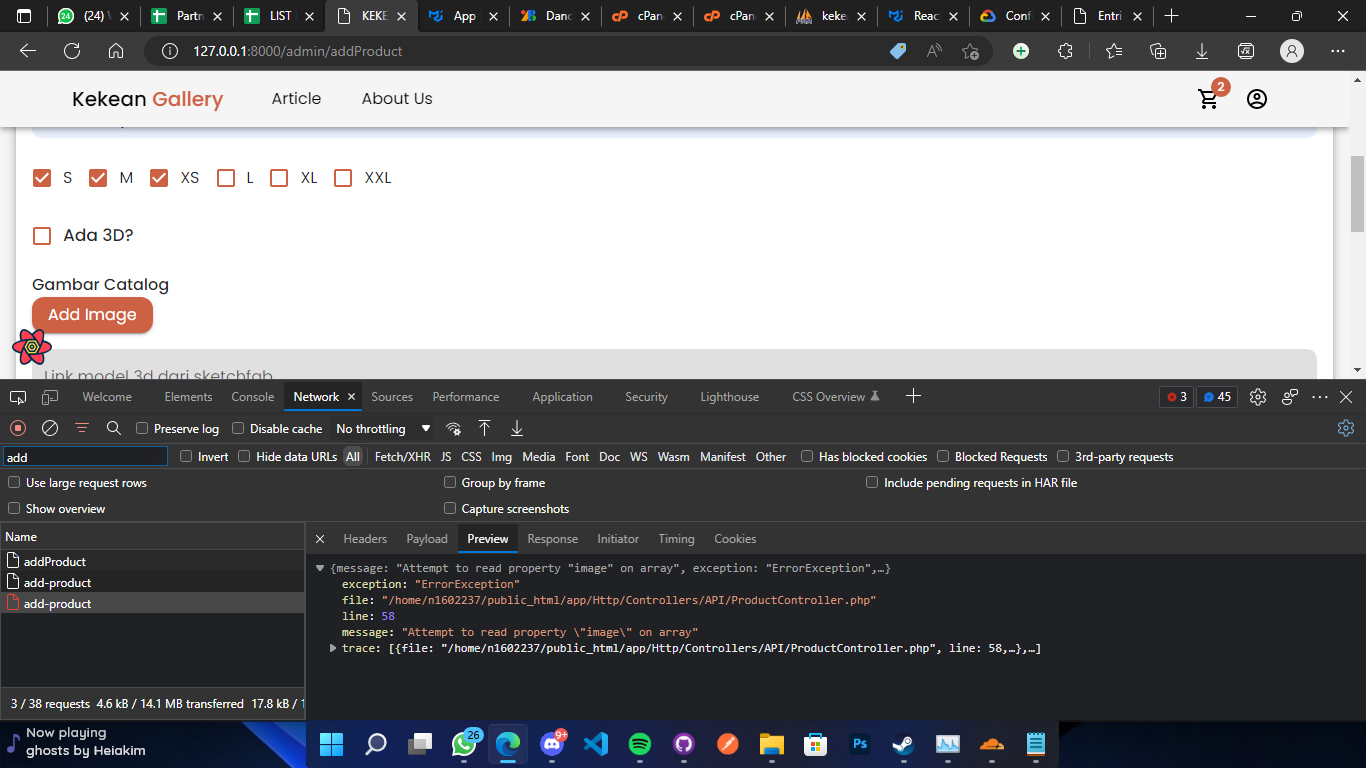 24 (24) W
Partn
LIST
KEKE
App
Danc
cPan
cPan
keke
Reac
Conf
Entri
127.0.0.1:8000/admin/addProduct
Kekean Gallery Article About Us 2
S M XS L XL XXL
Ada 3D?
Gambar Catalog
Add Image
Link model 3d dari sketchfab
Welcome Elements Console Network Sources Performance Application Security Lighthouse CSS Overview 3 45
Preserve log Disable cache No throttling
add Invert Hide data URLs All Fetch/XHR JS CSS Img Media Font Doc WS Wasm Manifest Other Has blocked cookies Blocked Requests 3rd-party requests
Use large request rows Group by frame Include pending requests in HAR file
Show overview Capture screenshots
Name Headers Payload Preview Response Initiator Timing Cookies
addProduct
add-product
add-product
{message: "Attempt to read property "image" on array", exception: "ErrorException",…}
exception: "ErrorException"
file: "/home/n1602237/public_html/app/Http/Controllers/API/ProductController.php"
line: 58
message: "Attempt to read property \"image\" on array"
trace: [{file: "/home/n1602237/public_html/app/Http/Controllers/API/ProductController.php", line: 58,…},…]
3 / 38 requests 4.6 kB / 14.1 MB transferred 17.8 kB / 1
Now playing
ghosts by Heiakim
26
9+
Ps